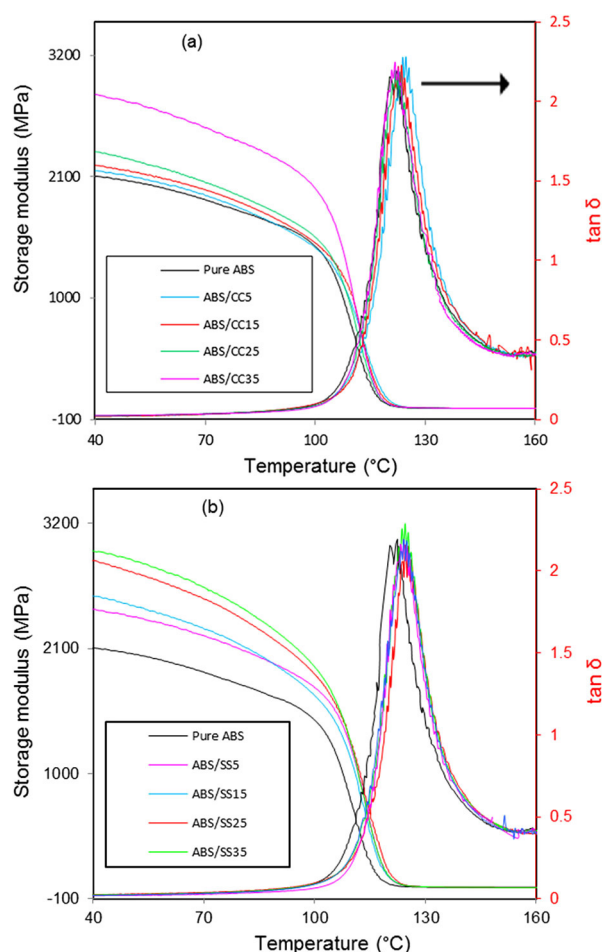 (a)
Storage modulus (MPa)
3200
2100
1000
-100
Pure ABS
ABS/CC5
ABS/CC15
ABS/CC25
ABS/CC35
2.5
2
1.5
1
0.5
0
tan δ
40 70 100 130 160
Temperature (°C)
(b)
Storage modulus (MPa)
3200
2100
1000
-100
Pure ABS
ABS/SS5
ABS/SS15
ABS/SS25
ABS/SS35
2.5
2
1.5
1
0.5
0
tan δ
40 70 100 130 160
Temperature (°C)